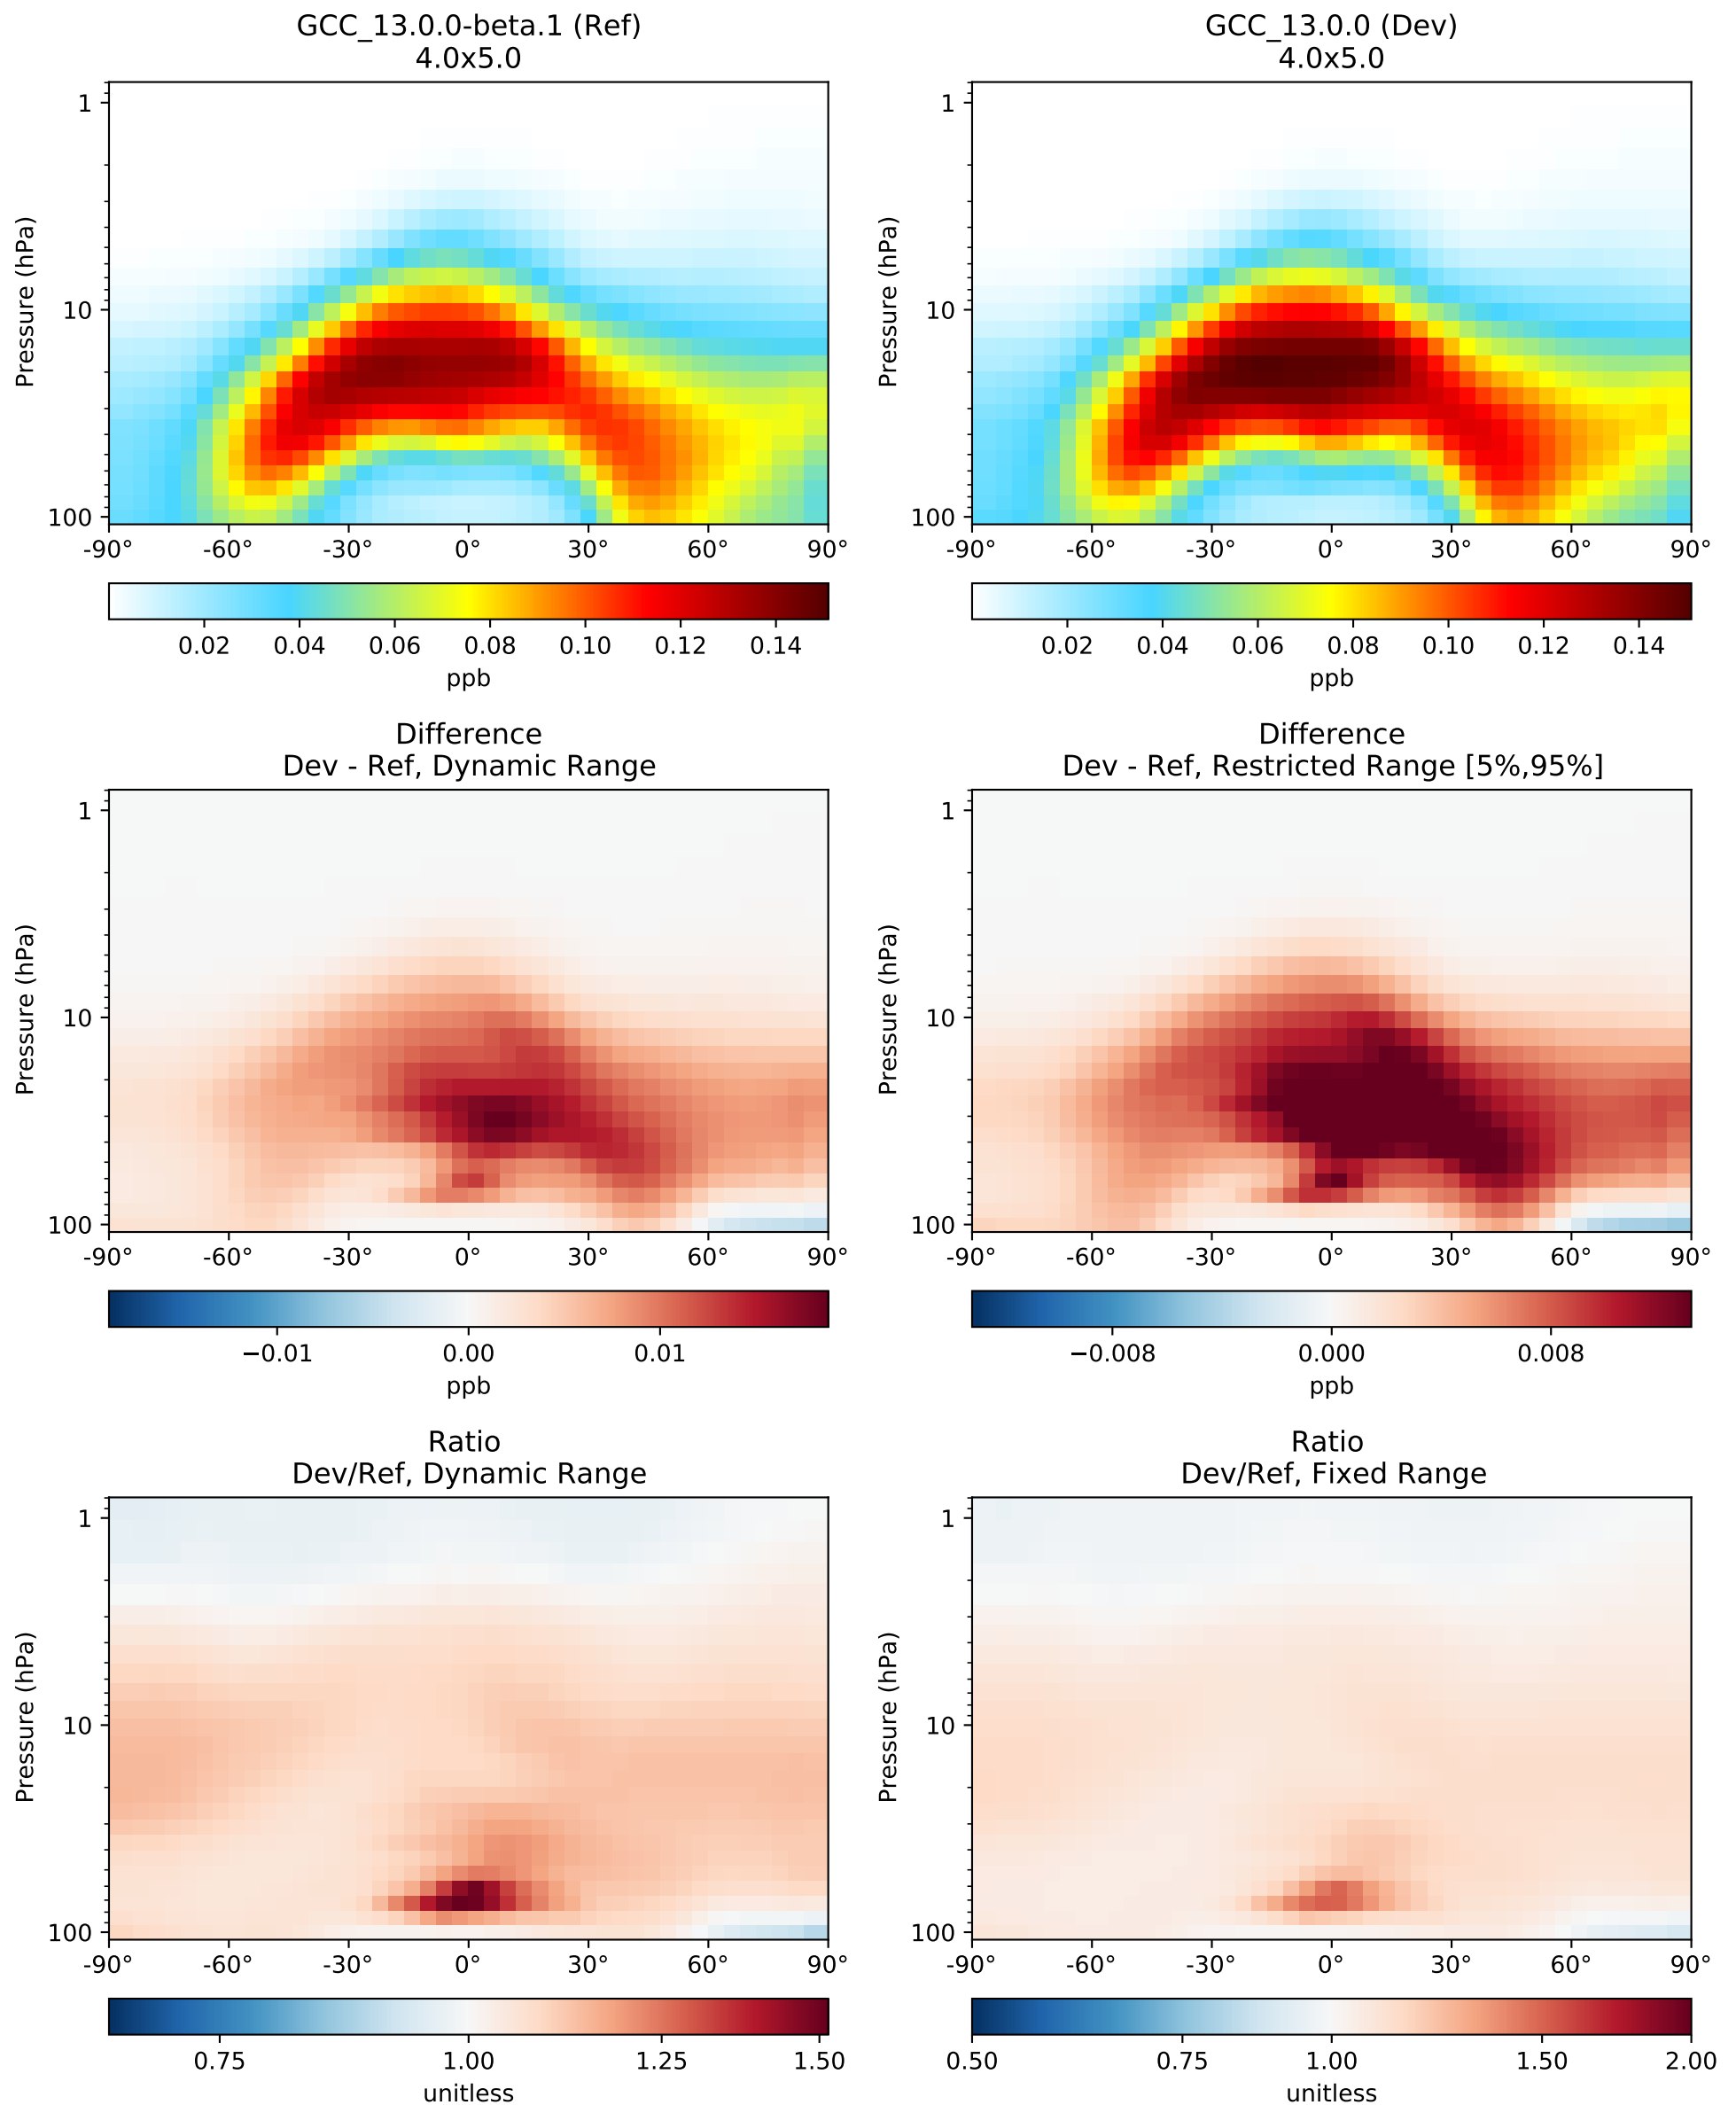 GCC_13.0.0-beta.1 (Ref)
4.0x5.0
Pressure (hPa)
1
10
100
-90° -60° -30° 0° 30° 60° 90°
0.02 0.04 0.06 0.08 0.10 0.12 0.14
ppb
GCC_13.0.0 (Dev)
4.0x5.0
Pressure (hPa)
1
10
100
-90° -60° -30° 0° 30° 60° 90°
0.02 0.04 0.06 0.08 0.10 0.12 0.14
ppb
Difference
Dev - Ref, Dynamic Range
Pressure (hPa)
1
10
100
-90° -60° -30° 0° 30° 60° 90°
−0.01 0.00 0.01
ppb
Difference
Dev - Ref, Restricted Range [5%,95%]
Pressure (hPa)
1
10
100
-90° -60° -30° 0° 30° 60° 90°
−0.008 0.000 0.008
ppb
Ratio
Dev/Ref, Dynamic Range
Pressure (hPa)
1
10
100
-90° -60° -30° 0° 30° 60° 90°
0.75 1.00 1.25 1.50
unitless
Ratio
Dev/Ref, Fixed Range
Pressure (hPa)
1
10
100
-90° -60° -30° 0° 30° 60° 90°
0.50 0.75 1.00 1.50 2.00
unitless